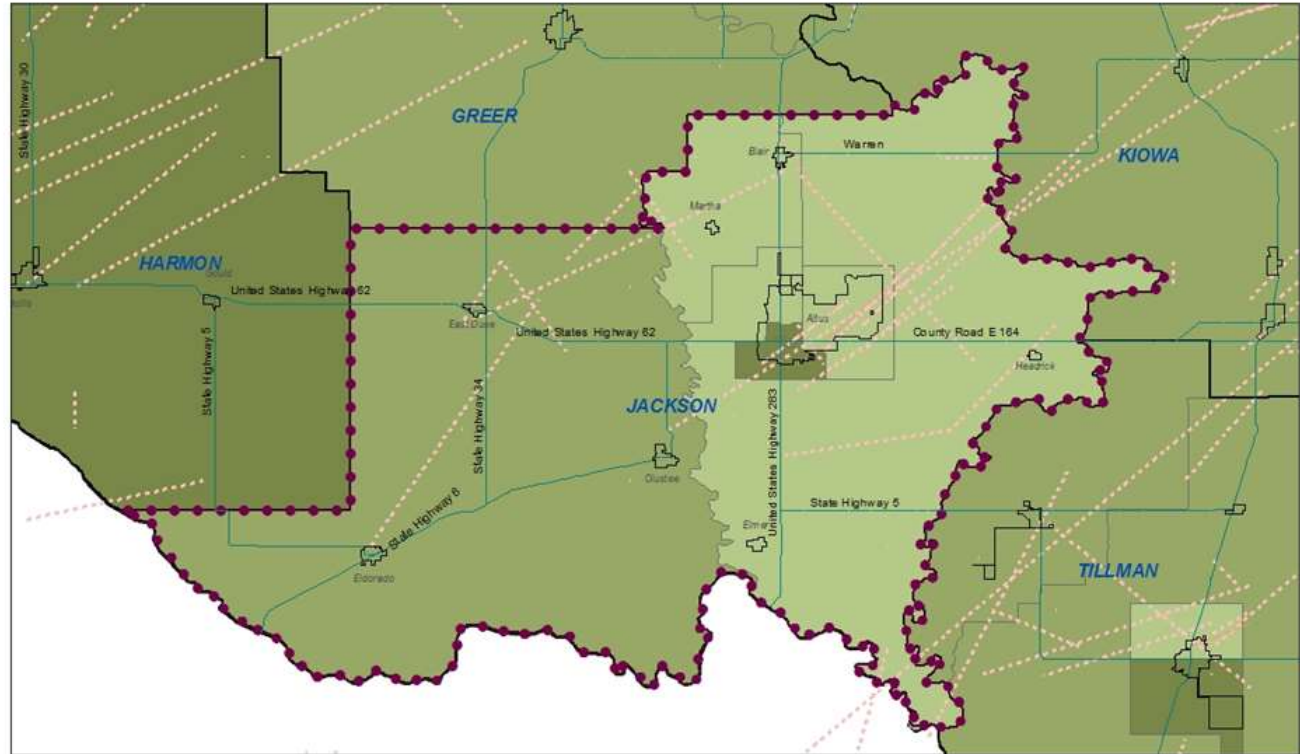 State Highway 30
GREER
Warren
Blair
KIOWA
Martha
HARMON
Gould
United States Highway 62
East Duke
United States Highway 62
Altus
County Road E 164
Headrick
State Highway 5
State Highway 34
JACKSON
United States Highway 283
Olustee
State Highway 6
State Highway 5
Elmer
Eldorado
TILLMAN